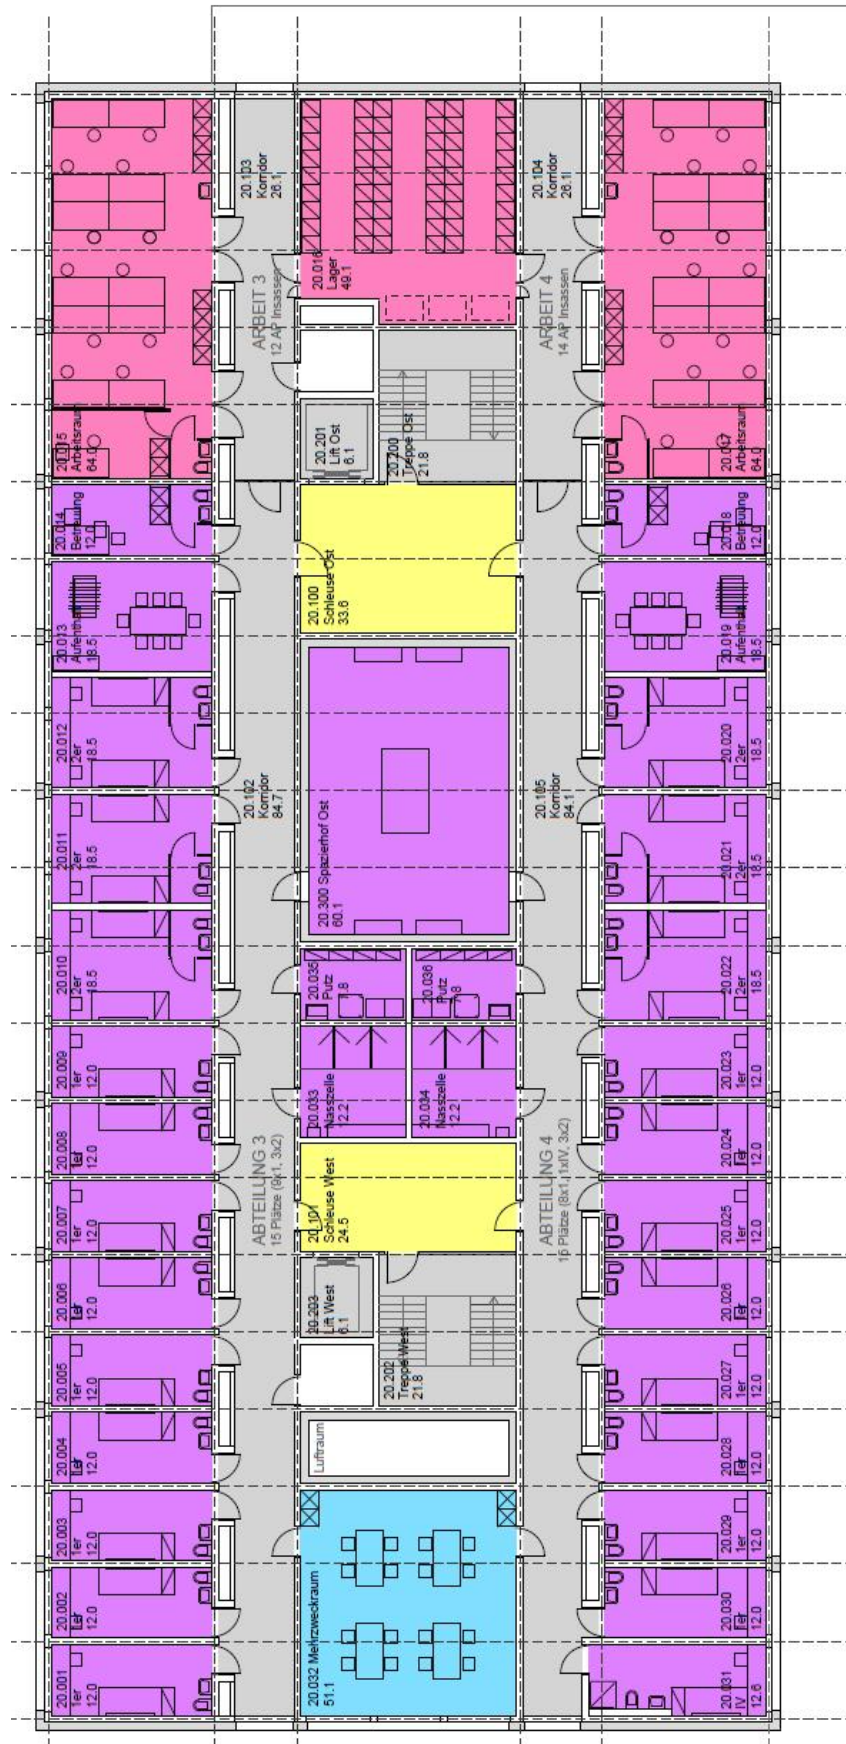 20.103
Korridor
26.1
20.104
Korridor
26.1
20.016
Lager
49.1
ARBEIT 3
12 AP Insassen
ARBEIT 4
14 AP Insassen
20.015
Arbeitsraum
64.0
20.201
Lift Ost
6.1
20.200
Treppe Ost
21.8
20.017
Arbeitsraum
64.0
20.014
Betreuung
12.0
20.018
Betreuung
12.0
20.100
Schleuse Ost
33.6
20.013
Aufenthalt
18.5
20.019
Aufenthalt
18.5
20.012
2er
18.5
20.020
2er
18.5
20.102
Korridor
84.7
20.105
Korridor
84.1
20.011
2er
18.5
20.021
2er
18.5
20.300 Spazierhof Ost
60.1
20.010
2er
18.5
20.035
Putz
7.8
20.036
Putz
7.8
20.022
2er
18.5
20.009
1er
12.0
20.023
1er
12.0
20.033
Nasszelle
12.2
20.034
Nasszelle
12.2
20.008
1er
12.0
20.024
1er
12.0
ABTEILUNG 3
15 Plätze (9x1, 3x2)
ABTEILUNG 4
15 Plätze (8x1, 1xIV, 3x2)
20.007
1er
12.0
20.101
Schleuse West
24.5
20.025
1er
12.0
20.006
1er
12.0
20.203
Lift West
6.1
20.026
1er
12.0
20.005
1er
12.0
20.202
Treppe West
21.8
20.027
1er
12.0
20.004
1er
12.0
Luftraum
20.028
1er
12.0
20.003
1er
12.0
20.029
1er
12.0
20.002
1er
12.0
20.032 Mehrzweckraum
51.1
20.030
1er
12.0
20.001
1er
12.0
20.031
IV
12.6